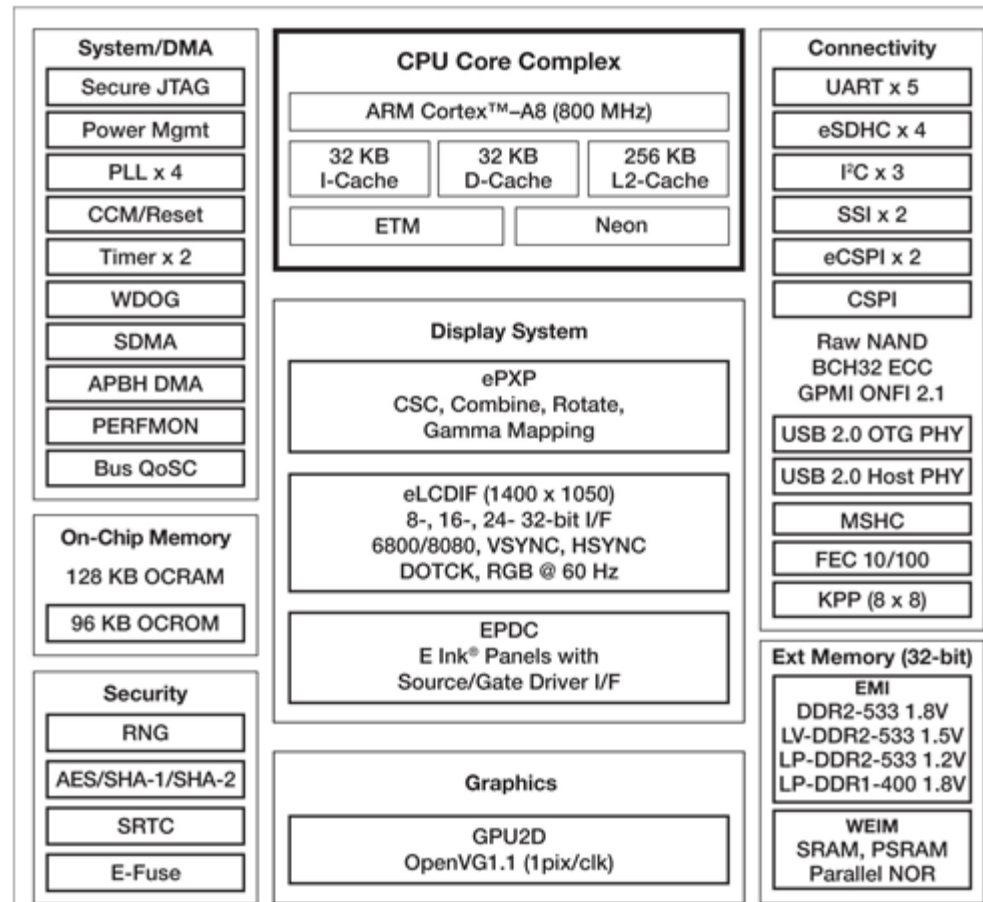 System/DMA
Secure JTAG
Power Mgmt
PLL x 4
CCM/Reset
Timer x 2
WDOG
SDMA
APBH DMA
PERFMON
Bus QoSC
On-Chip Memory
128 KB OCRAM
96 KB OCROM
Security
RNG
AES/SHA-1/SHA-2
SRTC
E-Fuse
CPU Core Complex
ARM Cortex™–A8 (800 MHz)
32 KB
I-Cache
32 KB
D-Cache
256 KB
L2-Cache
ETM
Neon
Display System
ePXP
CSC, Combine, Rotate,
Gamma Mapping
eLCDIF (1400 x 1050)
8-, 16-, 24- 32-bit I/F
6800/8080, VSYNC, HSYNC
DOTCK, RGB @ 60 Hz
EPDC
E Ink® Panels with
Source/Gate Driver I/F
Graphics
GPU2D
OpenVG1.1 (1pix/clk)
Connectivity
UART x 5
eSDHC x 4
I²C x 3
SSI x 2
eCSPI x 2
CSPI
Raw NAND
BCH32 ECC
GPMI ONFI 2.1
USB 2.0 OTG PHY
USB 2.0 Host PHY
MSHC
FEC 10/100
KPP (8 x 8)
Ext Memory (32-bit)
EMI
DDR2-533 1.8V
LV-DDR2-533 1.5V
LP-DDR2-533 1.2V
LP-DDR1-400 1.8V
WEIM
SRAM, PSRAM
Parallel NOR